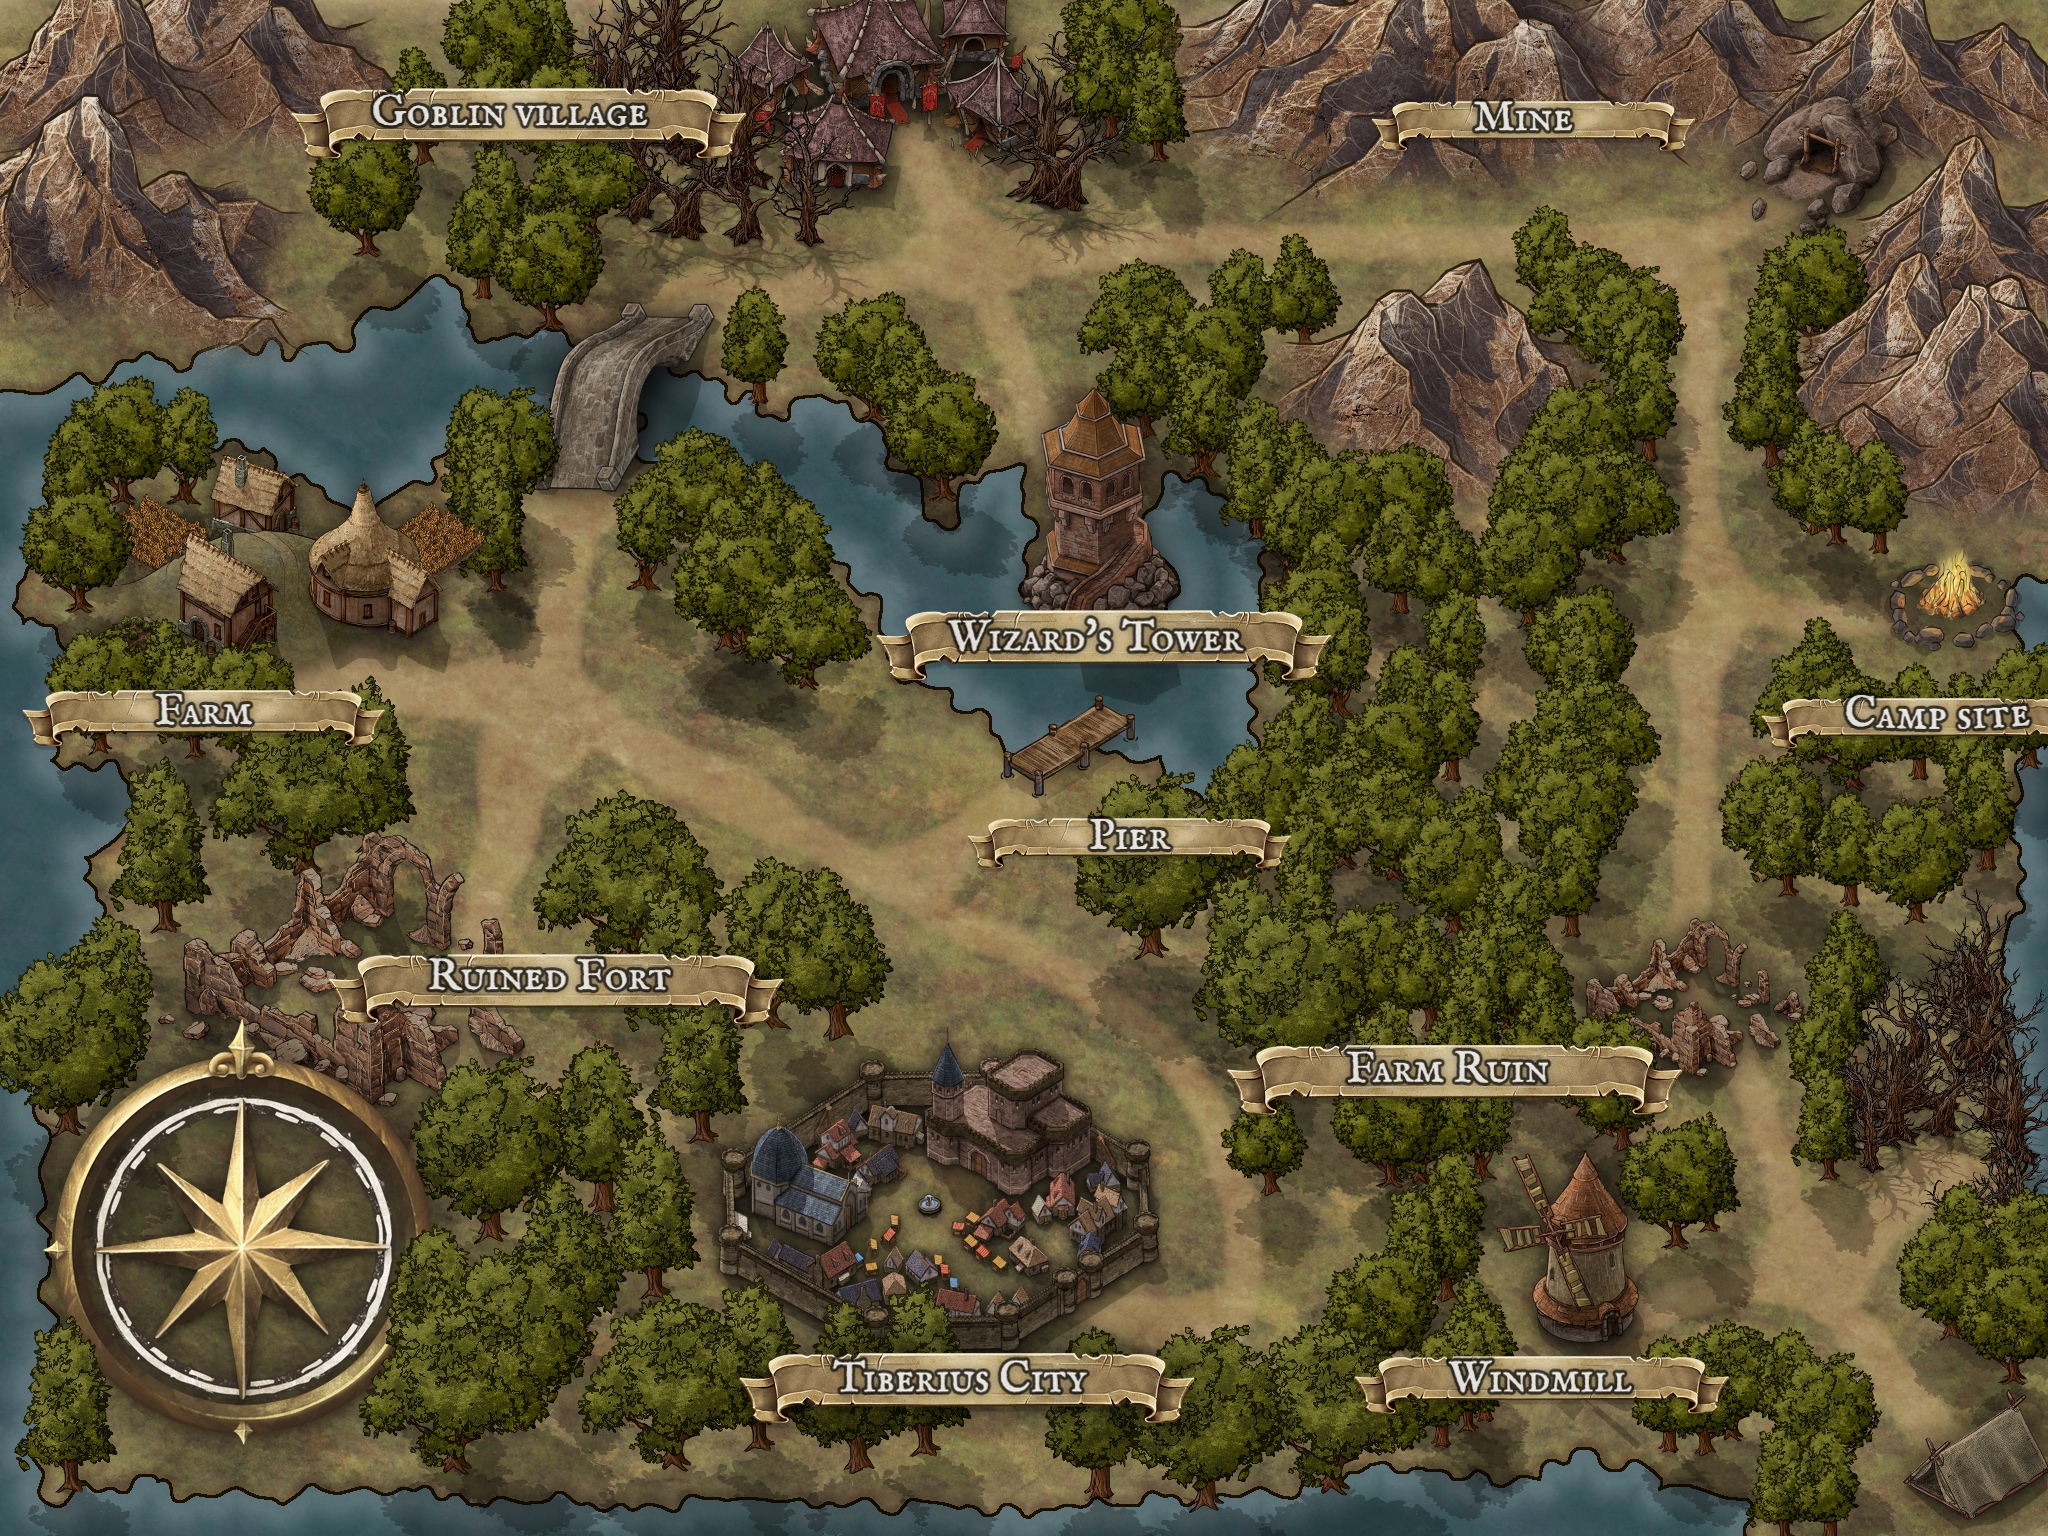 Goblin village
Mine
Wizard's Tower
Farm
Camp site
Pier
Ruined Fort
Farm Ruin
Tiberius City
Windmill